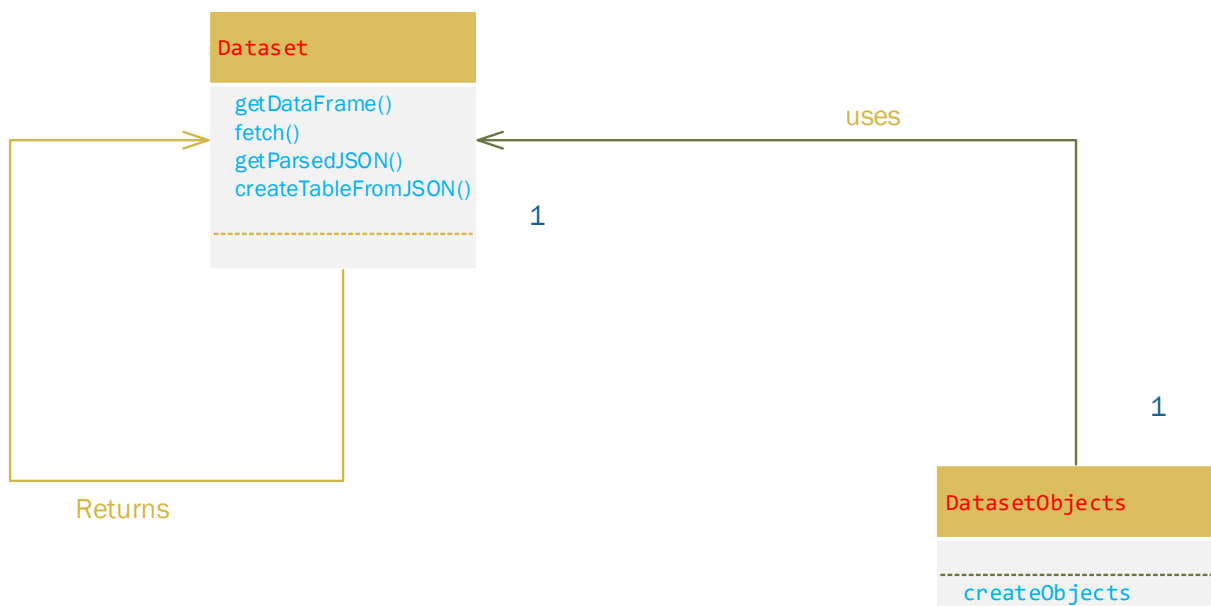 Dataset
getDataFrame()
fetch()
getParsedJSON()
createTableFromJSON()
uses
1
1
Returns
DatasetObjects
createObjects